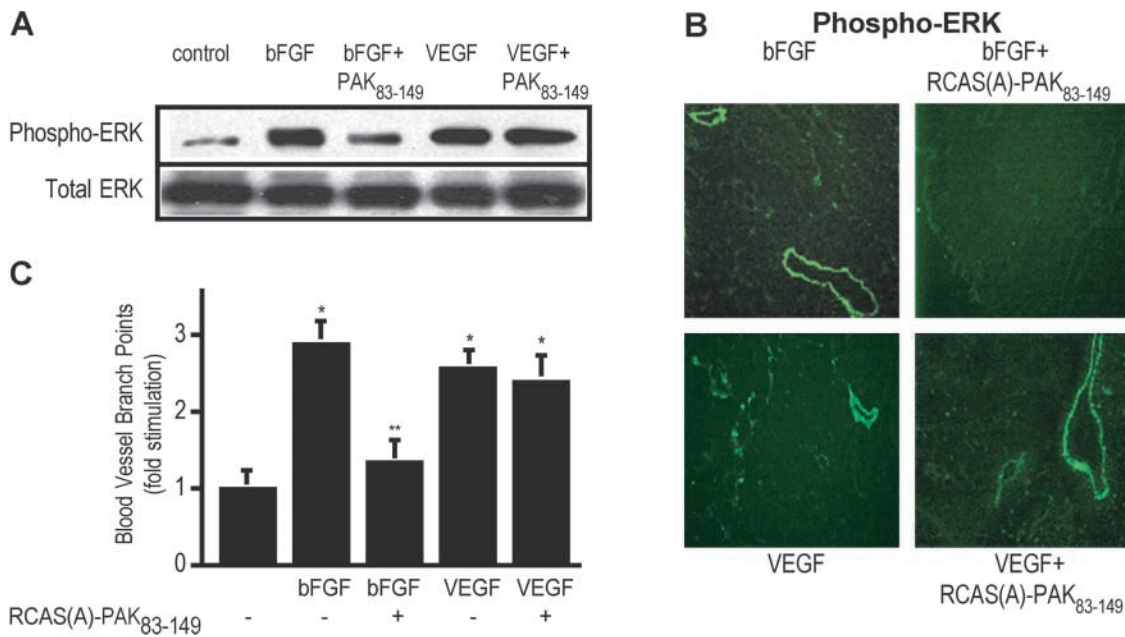 A
control bFGF bFGF+ VEGF VEGF+
PAK83-149 PAK83-149
Phospho-ERK
Total ERK
B
Phospho-ERK
bFGF bFGF+
RCAS(A)-PAK83-149
VEGF VEGF+
RCAS(A)-PAK83-149
C
Blood Vessel Branch Points
(fold stimulation)
3
2
1
0
* ** * *
bFGF bFGF VEGF VEGF
RCAS(A)-PAK83-149 - - + - +